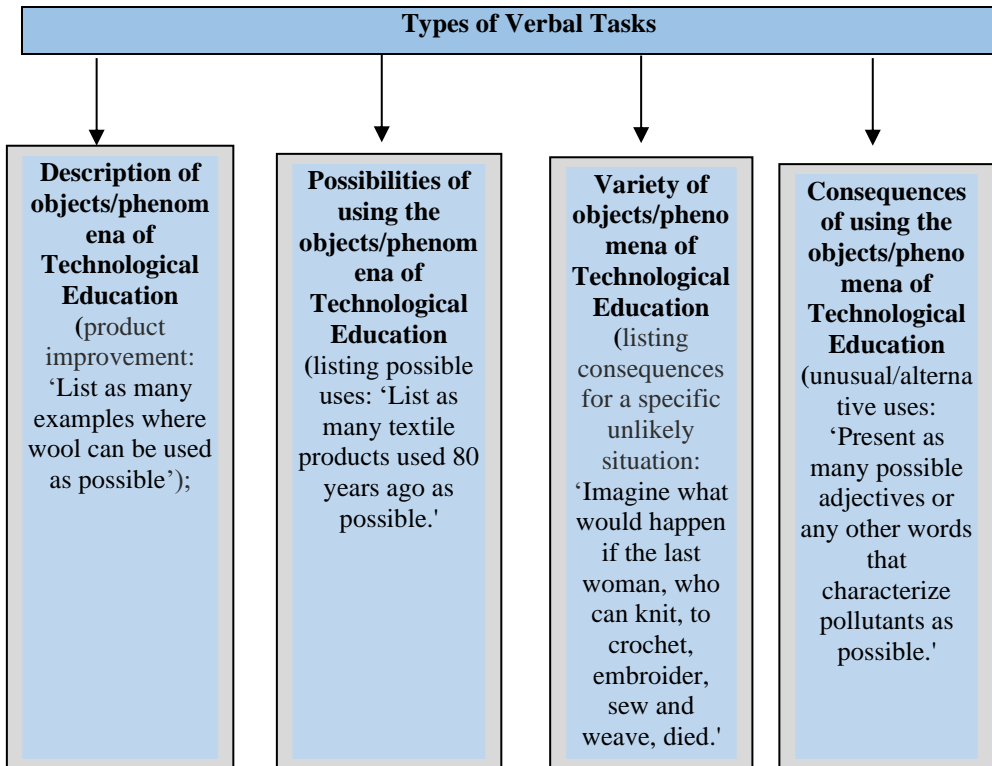 Types of Verbal Tasks
Description of
objects/phenom
ena of
Technological
Education
(product
improvement:
‘List as many
examples where
wool can be used
as possible’);
Possibilities of
using the
objects/phenom
ena of
Technological
Education
(listing possible
uses: ‘List as
many textile
products used 80
years ago as
possible.'
Variety of
objects/pheno
mena of
Technological
Education
(listing
consequences
for a specific
unlikely
situation:
‘Imagine what
would happen
if the last
woman, who
can knit, to
crochet,
embroider,
sew and
weave, died.'
Consequences
of using the
objects/pheno
mena of
Technological
Education
(unusual/alterna
tive uses:
‘Present as
many possible
adjectives or
any other words
that
characterize
pollutants as
possible.'